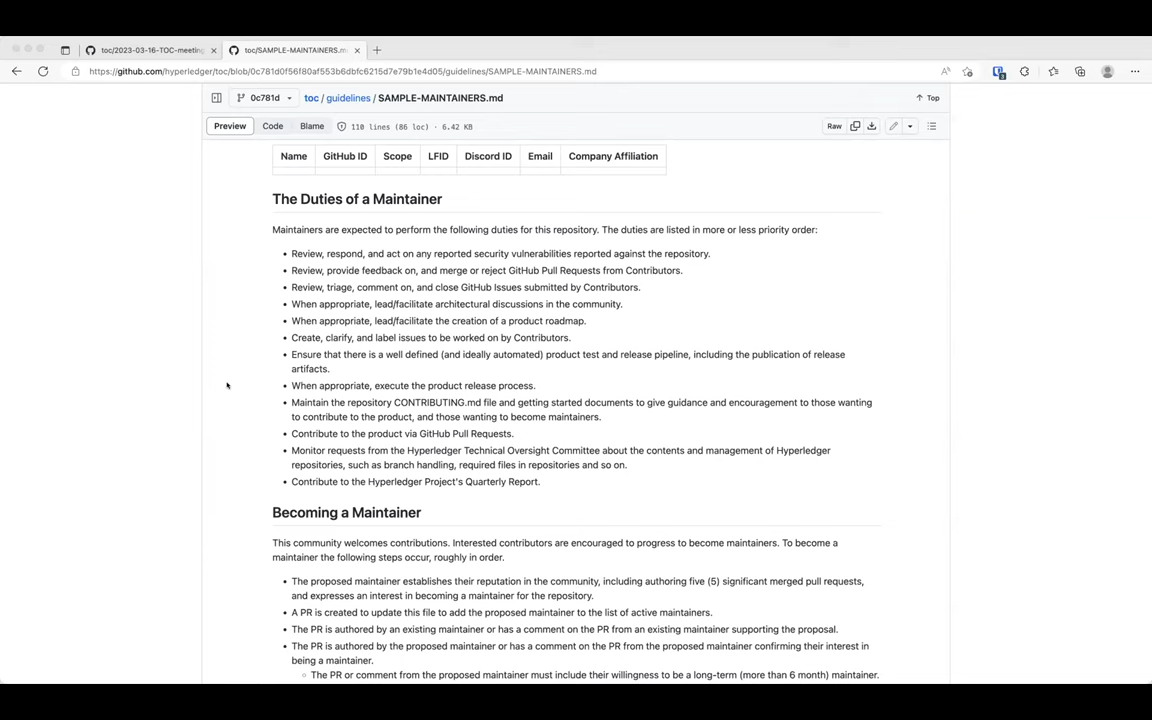 toc/2023-03-16-TOC-meeting
toc/SAMPLE-MAINTAINERS.m
https://github.com/hyperledger/toc/blob/0c781d0f56f80af553b6dbfc6215d7e79b1e4d05/guidelines/SAMPLE-MAINTAINERS.md
0c781d
toc / guidelines / SAMPLE-MAINTAINERS.md
Top
Preview Code Blame 110 lines (86 loc) · 6.42 KB
Raw
Name GitHub ID Scope LFID Discord ID Email Company Affiliation
The Duties of a Maintainer
Maintainers are expected to perform the following duties for this repository. The duties are listed in more or less priority order:
• Review, respond, and act on any reported security vulnerabilities reported against the repository.
• Review, provide feedback on, and merge or reject GitHub Pull Requests from Contributors.
• Review, triage, comment on, and close GitHub Issues submitted by Contributors.
• When appropriate, lead/facilitate architectural discussions in the community.
• When appropriate, lead/facilitate the creation of a product roadmap.
• Create, clarify, and label issues to be worked on by Contributors.
• Ensure that there is a well defined (and ideally automated) product test and release pipeline, including the publication of release
artifacts.
• When appropriate, execute the product release process.
• Maintain the repository CONTRIBUTING.md file and getting started documents to give guidance and encouragement to those wanting
to contribute to the product, and those wanting to become maintainers.
• Contribute to the product via GitHub Pull Requests.
• Monitor requests from the Hyperledger Technical Oversight Committee about the contents and management of Hyperledger
repositories, such as branch handling, required files in repositories and so on.
• Contribute to the Hyperledger Project's Quarterly Report.
Becoming a Maintainer
This community welcomes contributions. Interested contributors are encouraged to progress to become maintainers. To become a
maintainer the following steps occur, roughly in order.
• The proposed maintainer establishes their reputation in the community, including authoring five (5) significant merged pull requests,
and expresses an interest in becoming a maintainer for the repository.
• A PR is created to update this file to add the proposed maintainer to the list of active maintainers.
• The PR is authored by an existing maintainer or has a comment on the PR from an existing maintainer supporting the proposal.
• The PR is authored by the proposed maintainer or has a comment on the PR from the proposed maintainer confirming their interest in
being a maintainer.
◦ The PR or comment from the proposed maintainer must include their willingness to be a long-term (more than 6 month) maintainer.